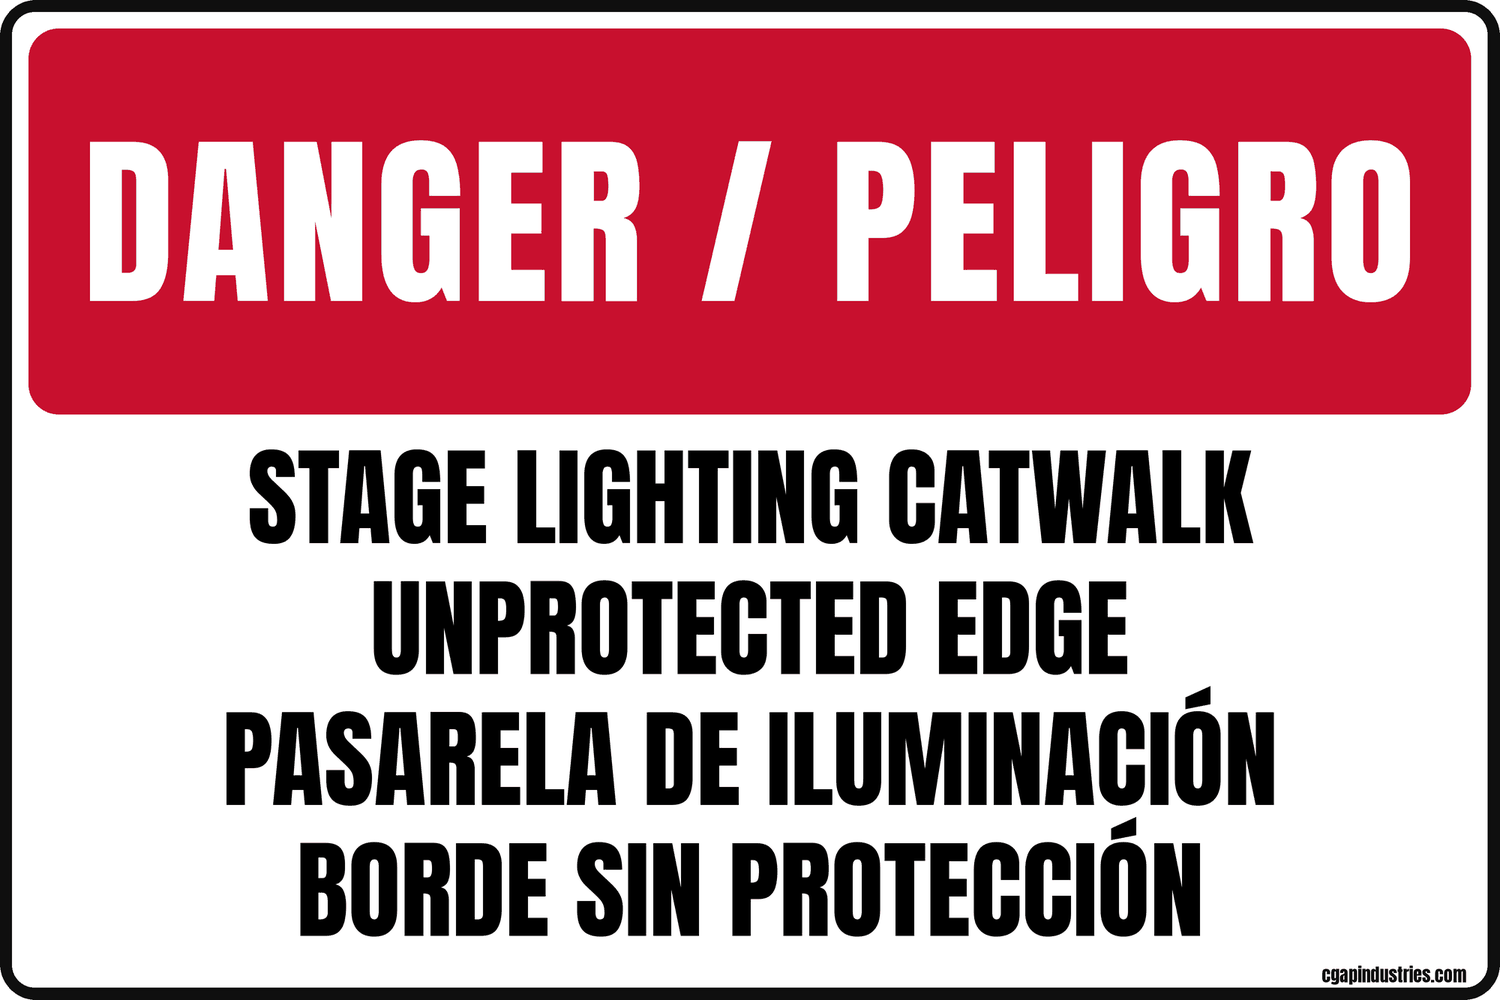 DANGER / PELIGRO
STAGE LIGHTING CATWALK
UNPROTECTED EDGE
PASARELA DE ILUMINACIÓN
BORDE SIN PROTECCIÓN
cgapindustries.com